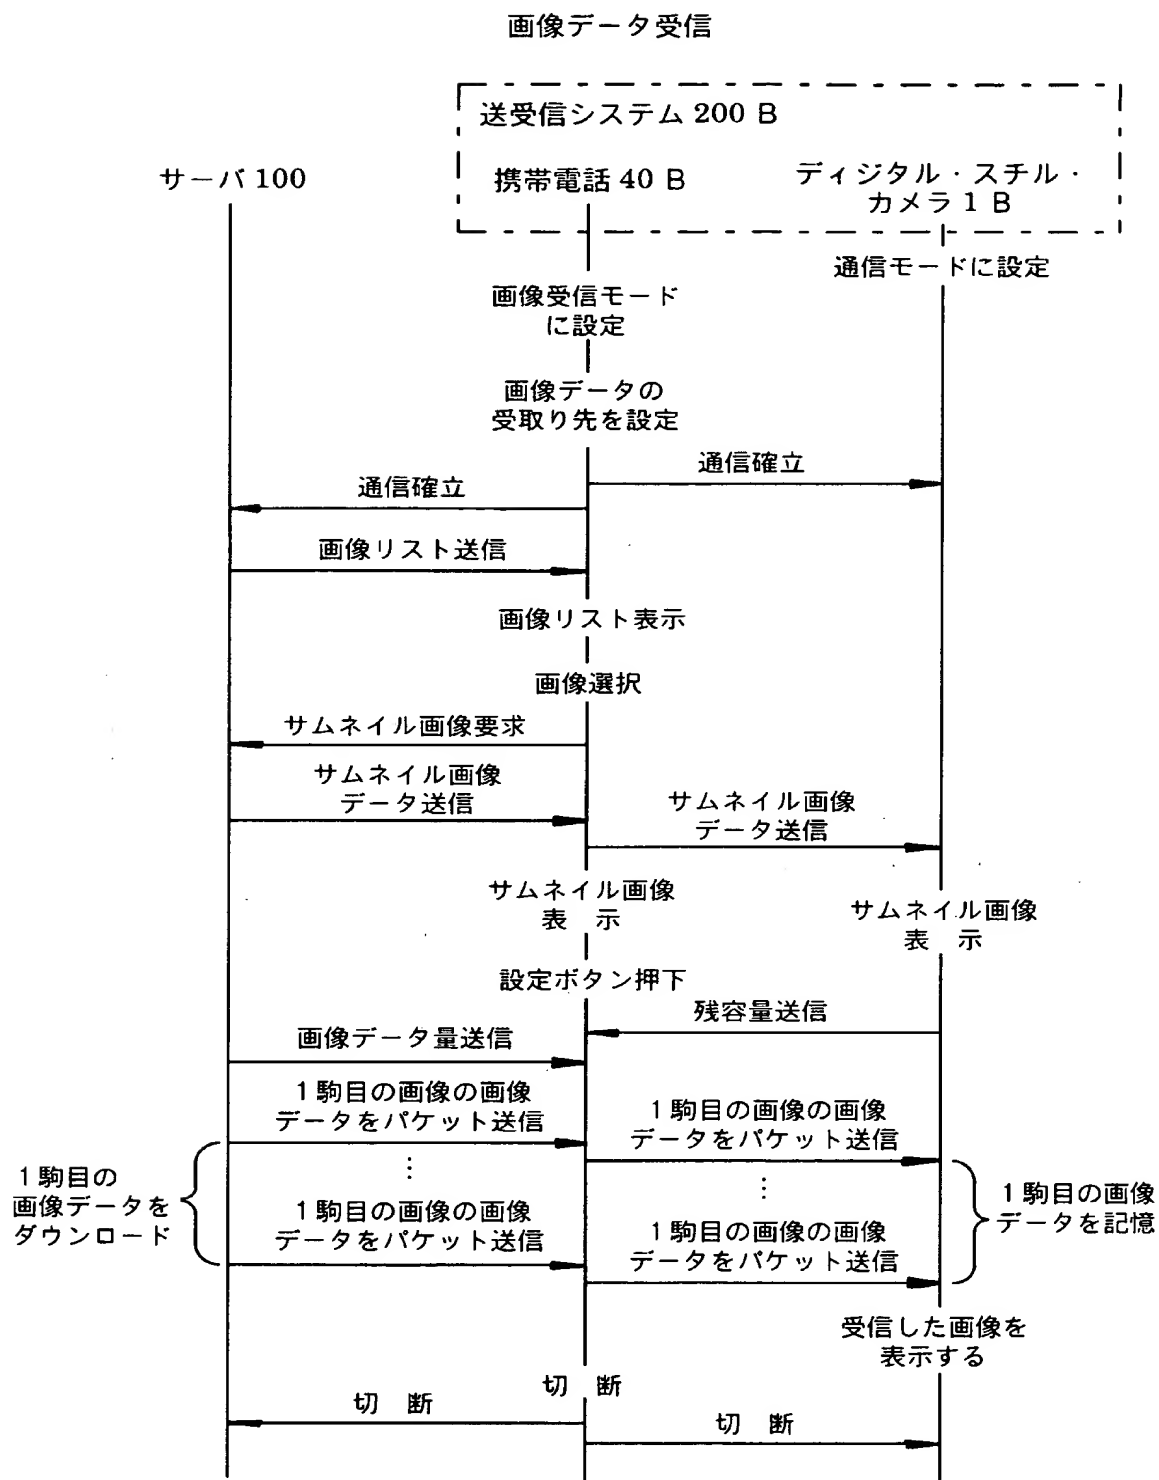 画像データ受信
送受信システム 200 B
サーバ 100
携帯電話 40 B
ディジタル・スチル・
カメラ 1 B
通信モードに設定
画像受信モード
に設定
画像データの
受取り先を設定
通信確立
通信確立
画像リスト送信
画像リスト表示
画像選択
サムネイル画像要求
サムネイル画像
データ送信
サムネイル画像
データ送信
サムネイル画像
表 示
サムネイル画像
表 示
設定ボタン押下
残容量送信
画像データ量送信
1駒目の画像の画像
データをパケット送信
1駒目の画像の画像
データをパケット送信
⋮
⋮
1駒目の
画像データを
ダウンロード
1駒目の画像の画像
データをパケット送信
1駒目の画像の画像
データをパケット送信
1駒目の画像
データを記憶
受信した画像を
表示する
切 断
切 断
切 断